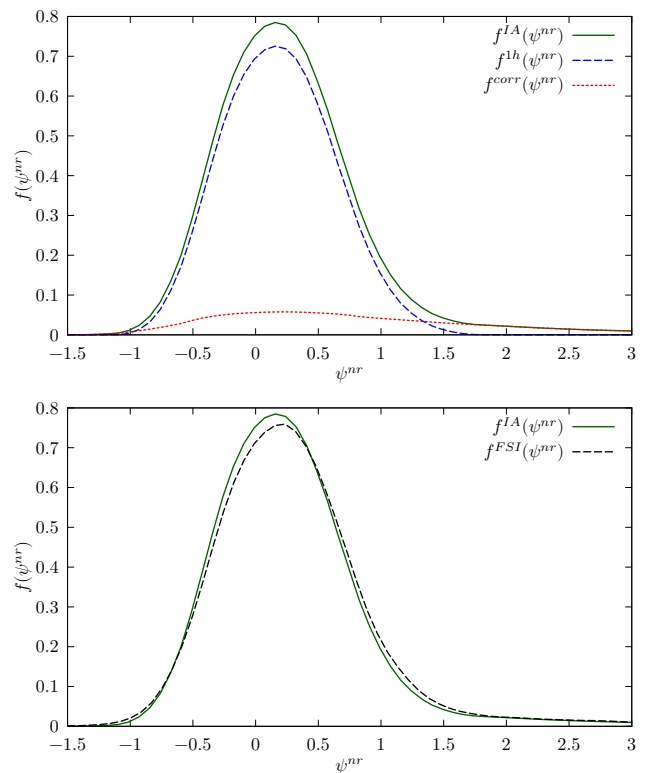 0.8
0.7
0.6
0.5
0.4
0.3
0.2
0.1
0
f(ψ^{nr})
f^{IA}(ψ^{nr})
f^{1h}(ψ^{nr})
f^{corr}(ψ^{nr})
−1.5 −1 −0.5 0 0.5 1 1.5 2 2.5 3
ψ^{nr}
0.8
0.7
0.6
0.5
0.4
0.3
0.2
0.1
0
f(ψ^{nr})
f^{IA}(ψ^{nr})
f^{FSI}(ψ^{nr})
−1.5 −1 −0.5 0 0.5 1 1.5 2 2.5 3
ψ^{nr}